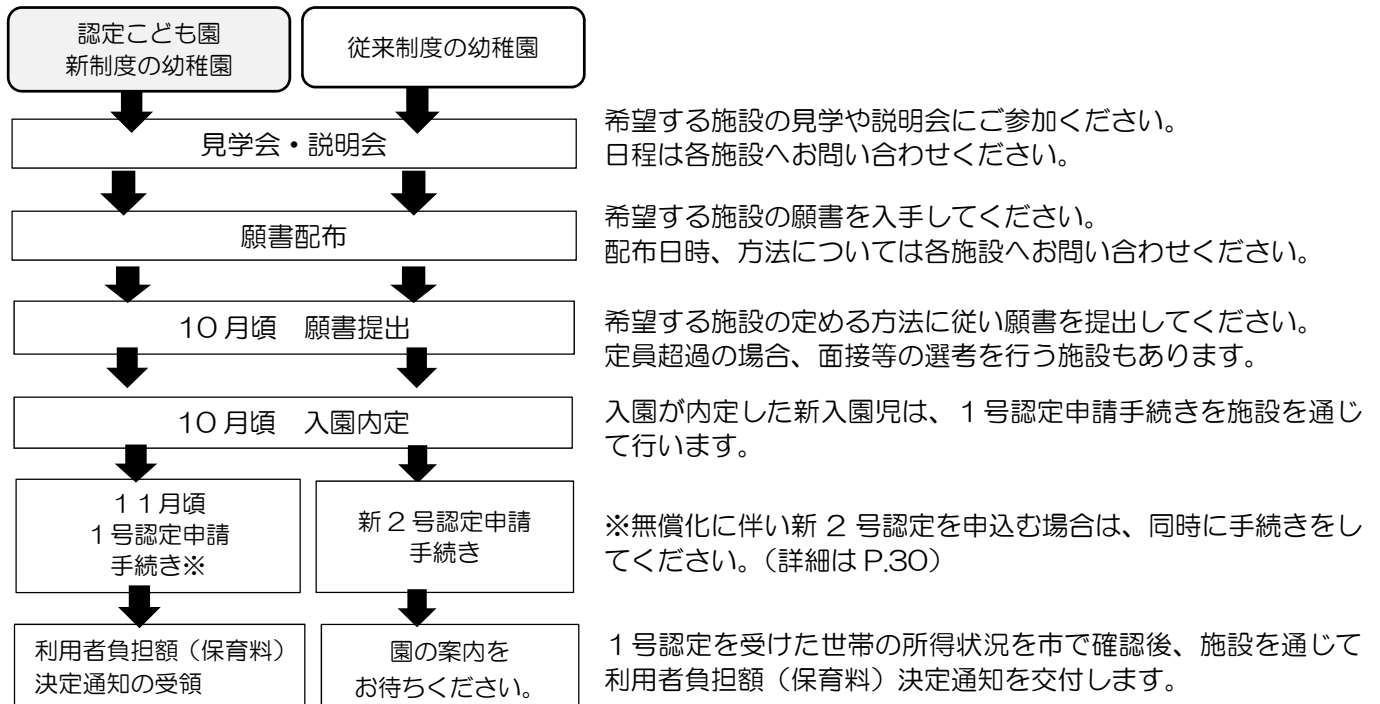 認定こども園
新制度の幼稚園
従来制度の幼稚園
見学会・説明会
希望する施設の見学や説明会にご参加ください。
日程は各施設へお問い合わせください。
願書配布
希望する施設の願書を入手してください。
配布日時、方法については各施設へお問い合わせください。
10月頃　願書提出
希望する施設の定める方法に従い願書を提出してください。
定員超過の場合、面接等の選考を行う施設もあります。
10月頃　入園内定
入園が内定した新入園児は、1号認定申請手続きを施設を通じ
て行います。
11月頃
1号認定申請
手続き※
新2号認定申請
手続き
※無償化に伴い新2号認定を申込む場合は、同時に手続きをし
てください。（詳細はP.30）
利用者負担額（保育料）
決定通知の受領
園の案内を
お待ちください。
1号認定を受けた世帯の所得状況を市で確認後、施設を通じて
利用者負担額（保育料）決定通知を交付します。